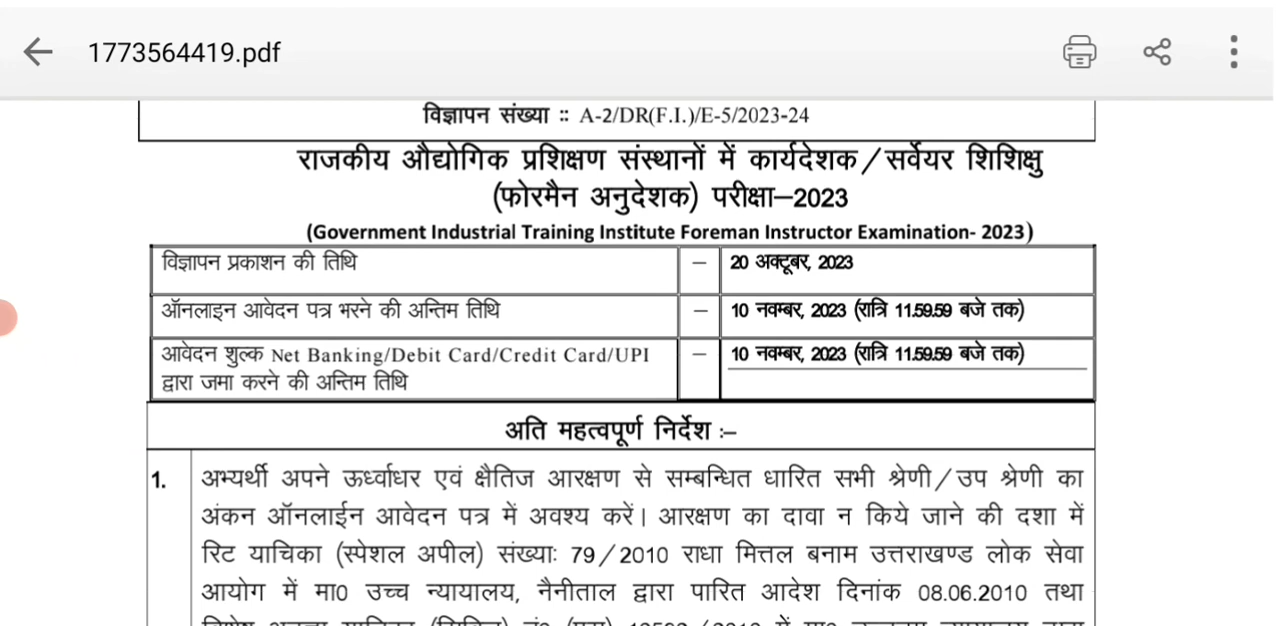 1773564419.pdf
विज्ञापन संख्या :: A-2/DR(F.I.)/E-5/2023-24
राजकीय औद्योगिक प्रशिक्षण संस्थानों में कार्यदेशक/सर्वेयर शिशिक्षु
(फोरमैन अनुदेशक) परीक्षा–2023
(Government Industrial Training Institute Foreman Instructor Examination- 2023)
विज्ञापन प्रकाशन की तिथि – 20 अक्टूबर, 2023
ऑनलाइन आवेदन पत्र भरने की अन्तिम तिथि – 10 नवम्बर, 2023 (रात्रि 11.59.59 बजे तक)
आवेदन शुल्क Net Banking/Debit Card/Credit Card/UPI – 10 नवम्बर, 2023 (रात्रि 11.59.59 बजे तक)
द्वारा जमा करने की अन्तिम तिथि
अति महत्वपूर्ण निर्देश :–
1. अभ्यर्थी अपने ऊर्ध्वाधर एवं क्षैतिज आरक्षण से सम्बन्धित धारित सभी श्रेणी/उप श्रेणी का
अंकन ऑनलाईन आवेदन पत्र में अवश्य करें। आरक्षण का दावा न किये जाने की दशा में
रिट याचिका (स्पेशल अपील) संख्याः 79/2010 राधा मित्तल बनाम उत्तराखण्ड लोक सेवा
आयोग में मा0 उच्च न्यायालय, नैनीताल द्वारा पारित आदेश दिनांक 08.06.2010 तथा